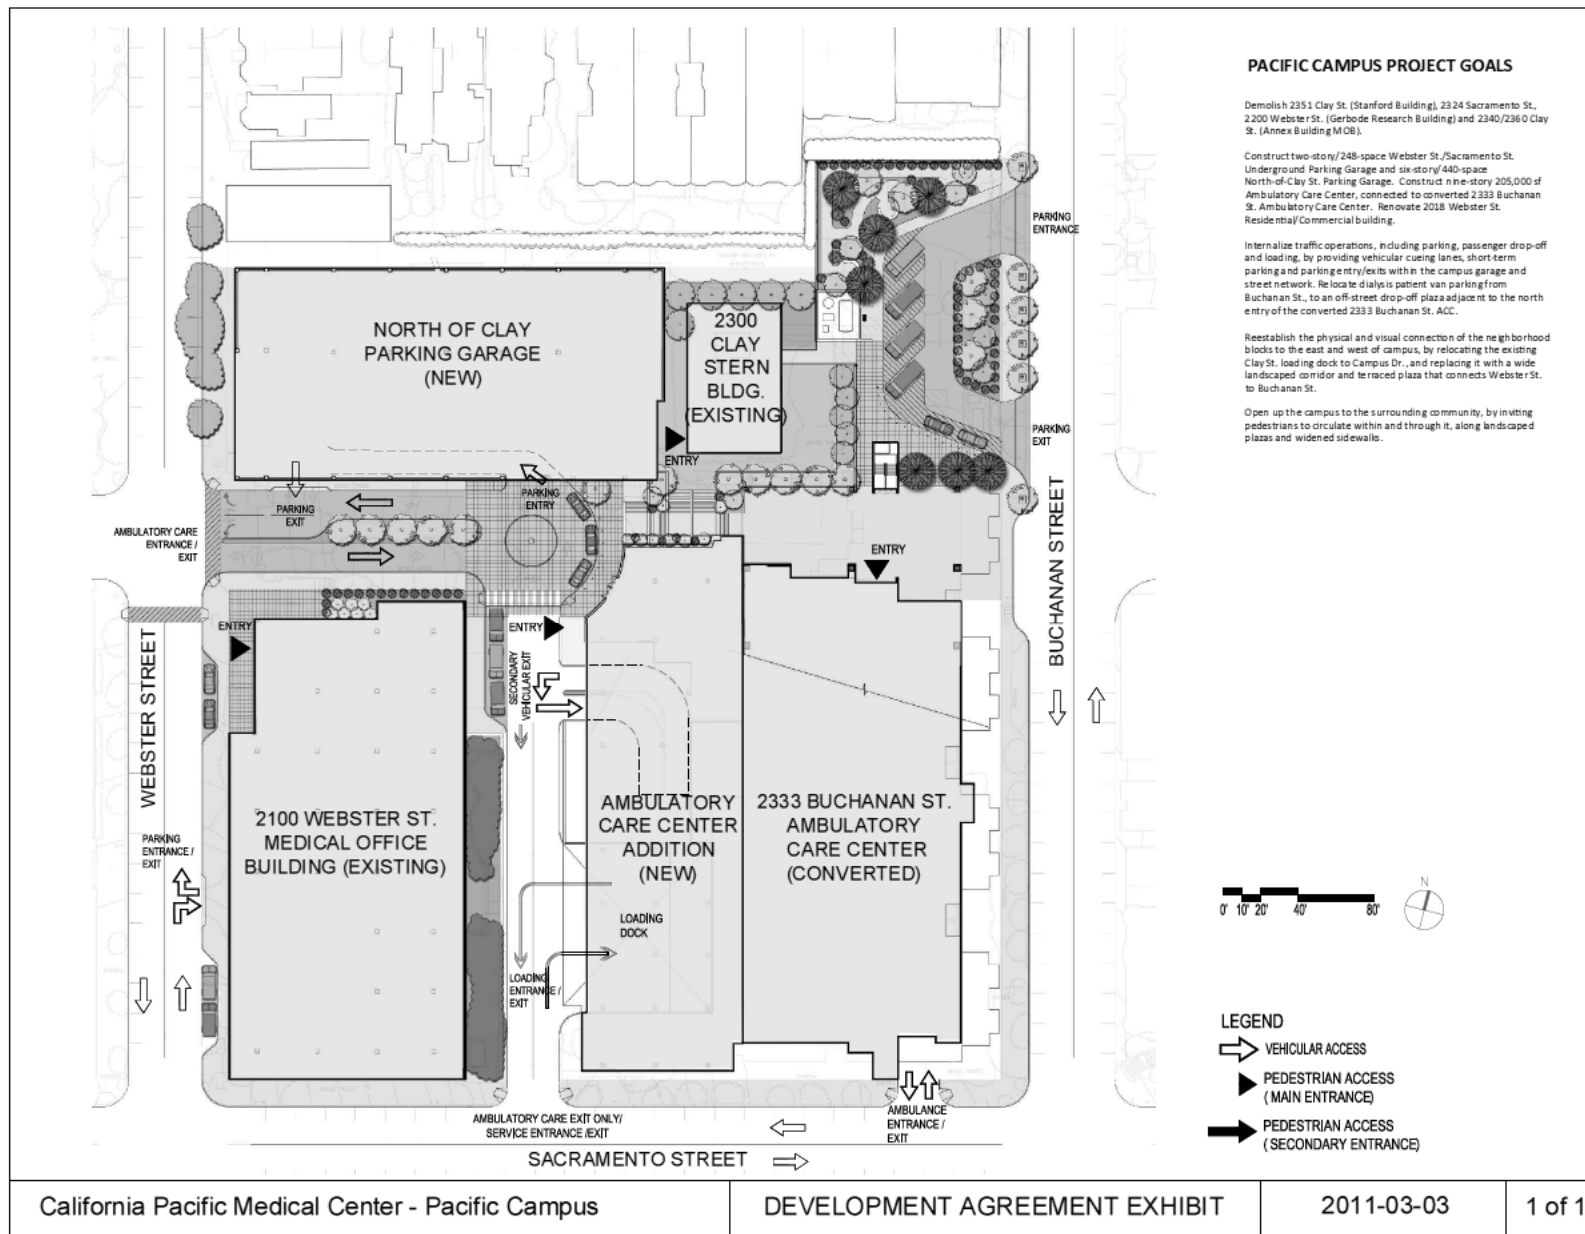 PACIFIC CAMPUS PROJECT GOALS
Demolish 2351 Clay St. (Stanford Building), 2324 Sacramento St.,
2200 Webster St. (Gerbode Research Building) and 2340/2360 Clay
St. (Annex Building MOB).
Construct two-story/248-space Webster St./Sacramento St.
Underground Parking Garage and six-story/440-space
North-of-Clay St. Parking Garage. Construct nine-story 205,000 sf
Ambulatory Care Center, connected to converted 2333 Buchanan
St. Ambulatory Care Center. Renovate 2018 Webster St.
Residential/Commercial building.
Internalize traffic operations, including parking, passenger drop-off
and loading, by providing vehicular cueing lanes, short-term
parking and parking entry/exits within the campus garage and
street network. Relocate dialysis patient van parking from
Buchanan St., to an off-street drop-off plaza adjacent to the north
entry of the converted 2333 Buchanan St. ACC.
Reestablish the physical and visual connection of the neighborhood
blocks to the east and west of campus, by relocating the existing
Clay St. loading dock to Campus Dr., and replacing it with a wide
landscaped corridor and terraced plaza that connects Webster St.
to Buchanan St.
Open up the campus to the surrounding community, by inviting
pedestrians to circulate within and through it, along landscaped
plazas and widened sidewalks.
PARKING
ENTRANCE
NORTH OF CLAY
PARKING GARAGE
(NEW)
2300
CLAY
STERN
BLDG.
(EXISTING)
PARKING
EXIT
ENTRY
PARKING
ENTRY
PARKING
EXIT
AMBULATORY CARE
ENTRANCE /
EXIT
ENTRY
BUCHANAN STREET
ENTRY
ENTRY
SECONDARY
VEHICULAR EXIT
WEBSTER STREET
PARKING
ENTRANCE /
EXIT
2100 WEBSTER ST.
MEDICAL OFFICE
BUILDING (EXISTING)
AMBULATORY
CARE CENTER
ADDITION
(NEW)
2333 BUCHANAN ST.
AMBULATORY
CARE CENTER
(CONVERTED)
LOADING
DOCK
LOADING
ENTRANCE /
EXIT
N
0' 10' 20' 40' 80'
LEGEND
VEHICULAR ACCESS
PEDESTRIAN ACCESS
( MAIN ENTRANCE)
PEDESTRIAN ACCESS
( SECONDARY ENTRANCE)
AMBULATORY CARE EXIT ONLY/
SERVICE ENTRANCE /EXIT
AMBULANCE
ENTRANCE /
EXIT
SACRAMENTO STREET
California Pacific Medical Center - Pacific Campus
DEVELOPMENT AGREEMENT EXHIBIT
2011-03-03
1 of 1